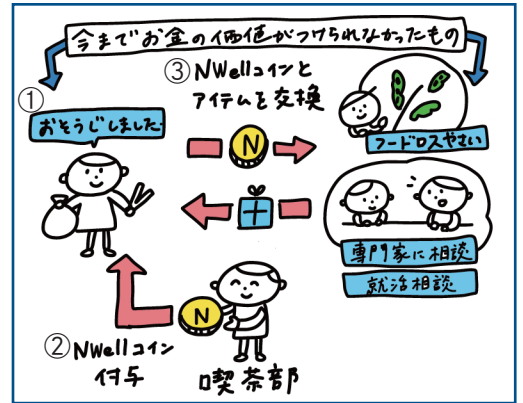 今までお金の価値がつけられなかったもの
①
おそうじしました
③ NWellコインと
アイテムを交換
N
フードロスやさい
専門家に相談
就活相談
② NWellコイン
付与
N
喫茶部